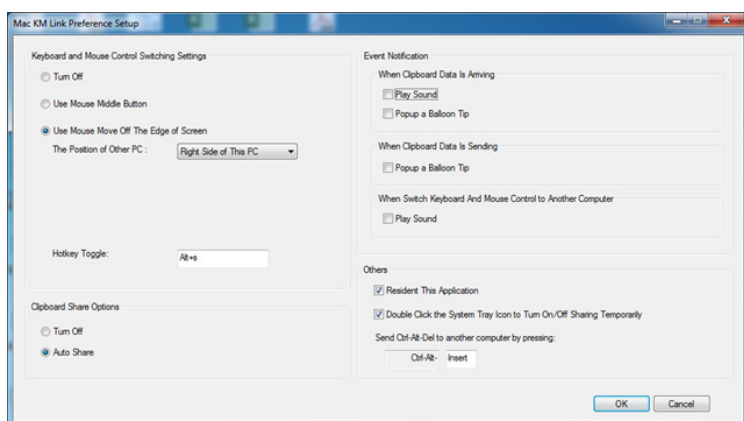 Mac KM Link Preference Setup
Keyboard and Mouse Control Switching Settings
Turn Off
Use Mouse Middle Button
Use Mouse Move Off The Edge of Screen
The Position of Other PC :
Right Side of This PC
Hotkey Toggle:
Alt+s
Clipboard Share Options
Turn Off
Auto Share
Event Notification
When Clipboard Data Is Arriving
Play Sound
Popup a Balloon Tip
When Clipboard Data Is Sending
Popup a Balloon Tip
When Switch Keyboard And Mouse Control to Another Computer
Play Sound
Others
Resident This Application
Double Click the System Tray Icon to Turn On/Off Sharing Temporarily
Send Ctrl-Alt-Del to another computer by pressing:
Ctrl-Alt- Insert
OK Cancel